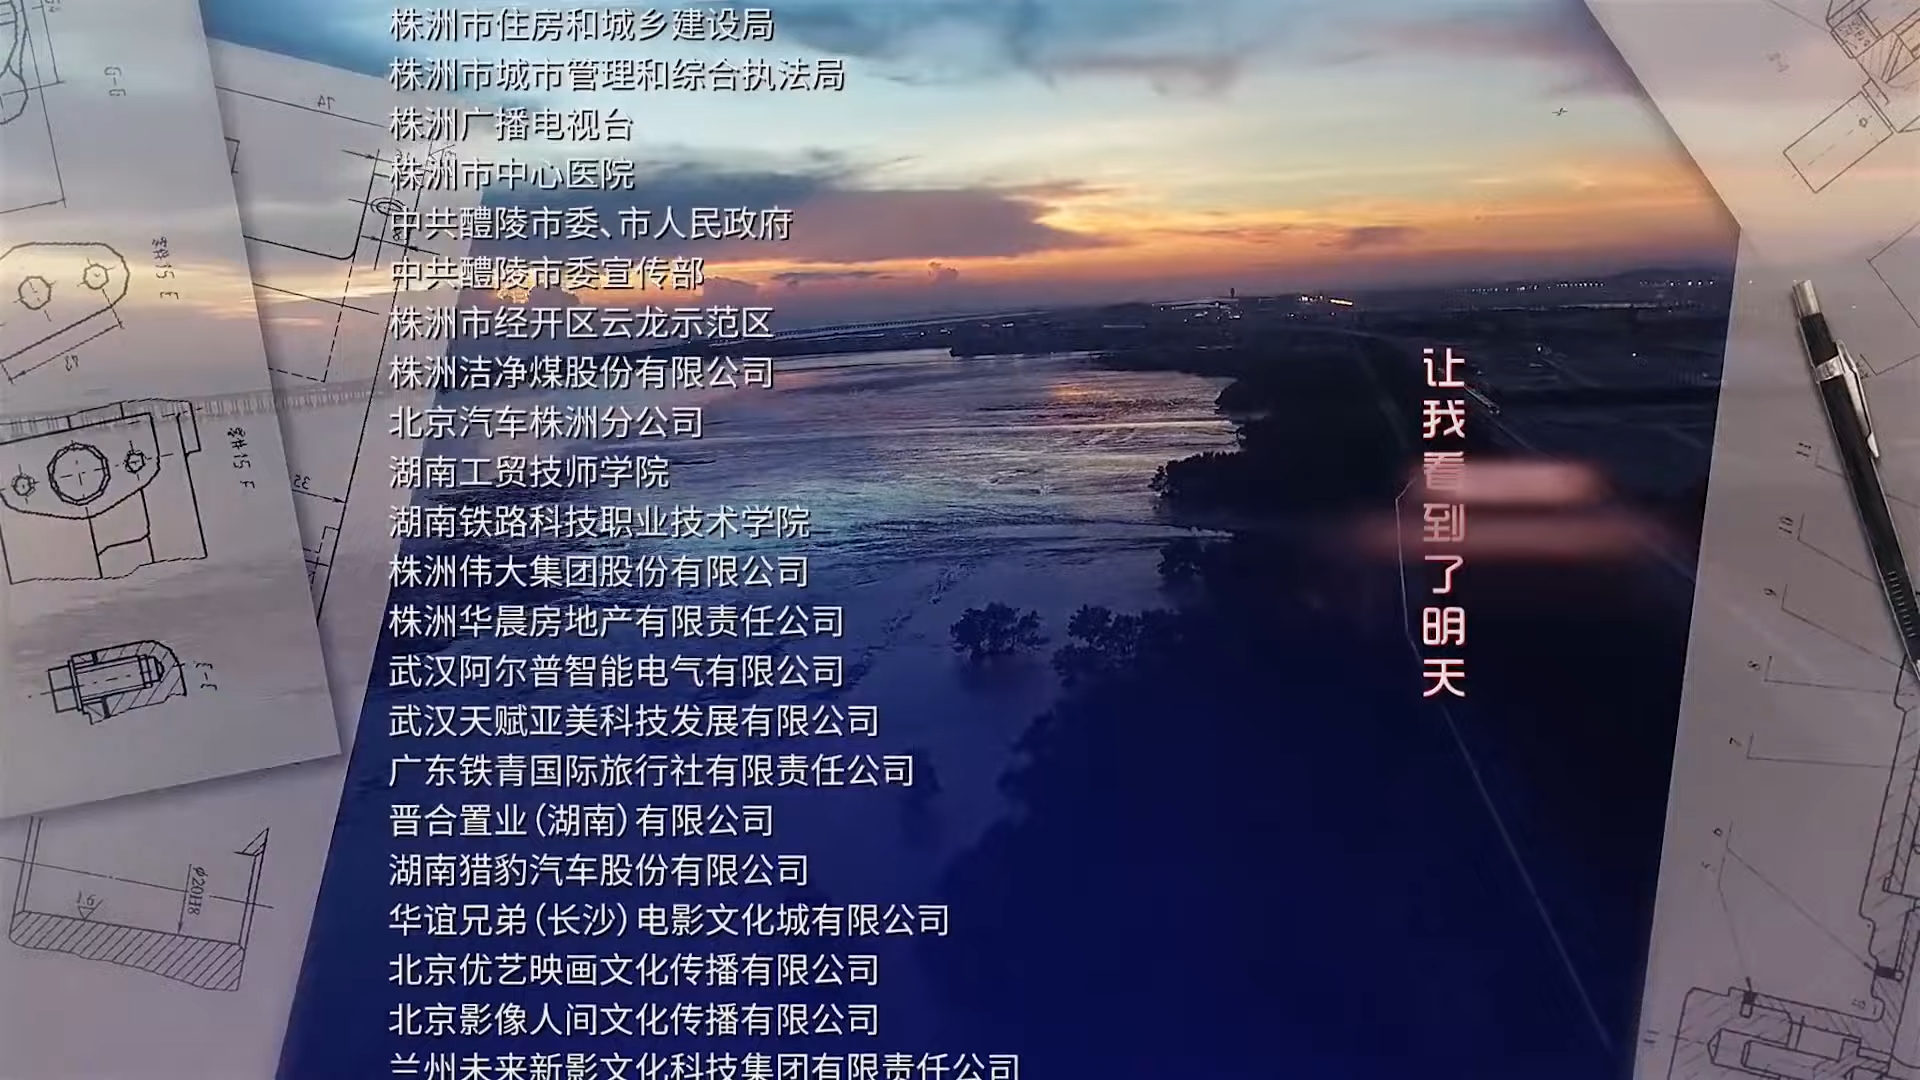 株洲市住房和城乡建设局
株洲市城市管理和综合执法局
株洲广播电视台
株洲市中心医院
中共醴陵市委、市人民政府
中共醴陵市委宣传部
株洲市经开区云龙示范区
株洲洁净煤股份有限公司
北京汽车株洲分公司
湖南工贸技师学院
湖南铁路科技职业技术学院
株洲伟大集团股份有限公司
株洲华晨房地产有限责任公司
武汉阿尔普智能电气有限公司
武汉天赋亚美科技发展有限公司
广东铁青国际旅行社有限责任公司
晋合置业(湖南)有限公司
湖南猎豹汽车股份有限公司
华谊兄弟(长沙)电影文化城有限公司
北京优艺映画文化传播有限公司
北京影像人间文化传播有限公司
兰州未来新影文化科技集团有限责任公司
让我看到了明天
G-G
74
43
35
1.6
φ20H8
E-E
11
10
9
8
7
6